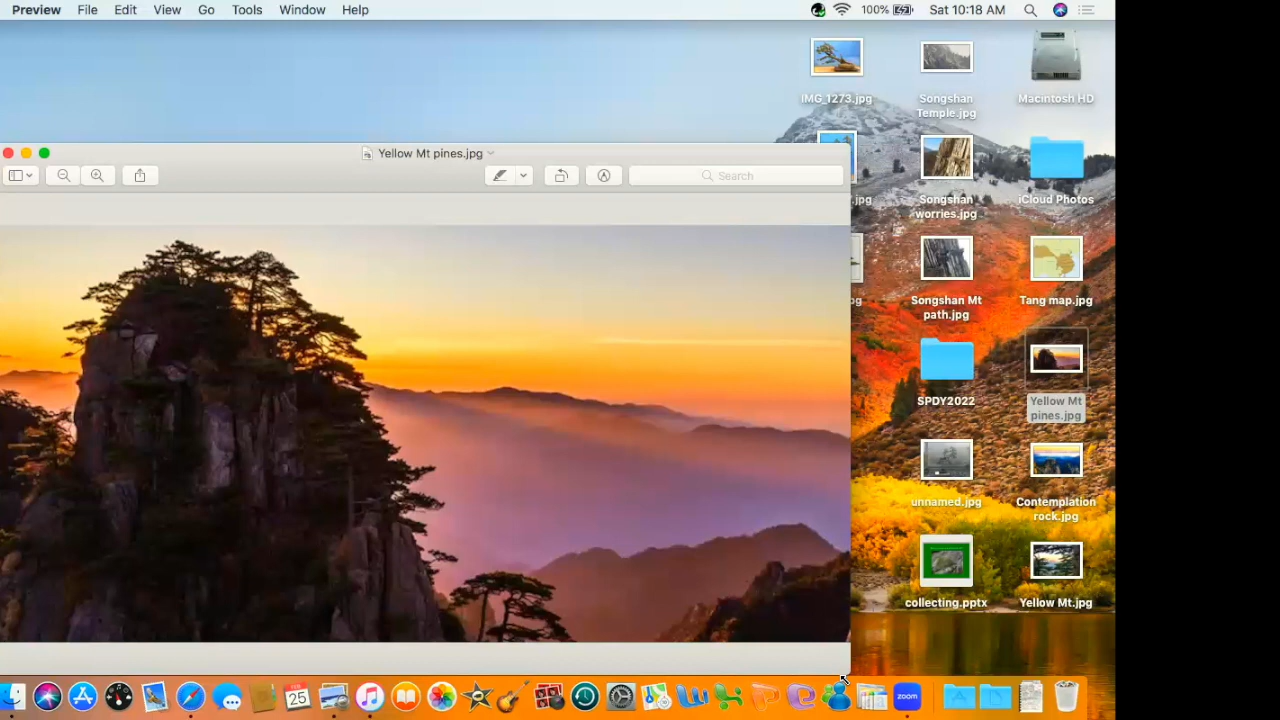 Preview File Edit View Go Tools Window Help 100% Sat 10:18 AM
IMG_1273.jpg
Songshan
Temple.jpg
Macintosh HD
Yellow Mt pines.jpg
Search
.jpg
Songshan
worries.jpg
iCloud Photos
Songshan Mt
path.jpg
Tang map.jpg
SPDY2022
Yellow Mt
pines.jpg
unnamed.jpg
Contemplation
rock.jpg
collecting.pptx
Yellow Mt.jpg
25
zoom